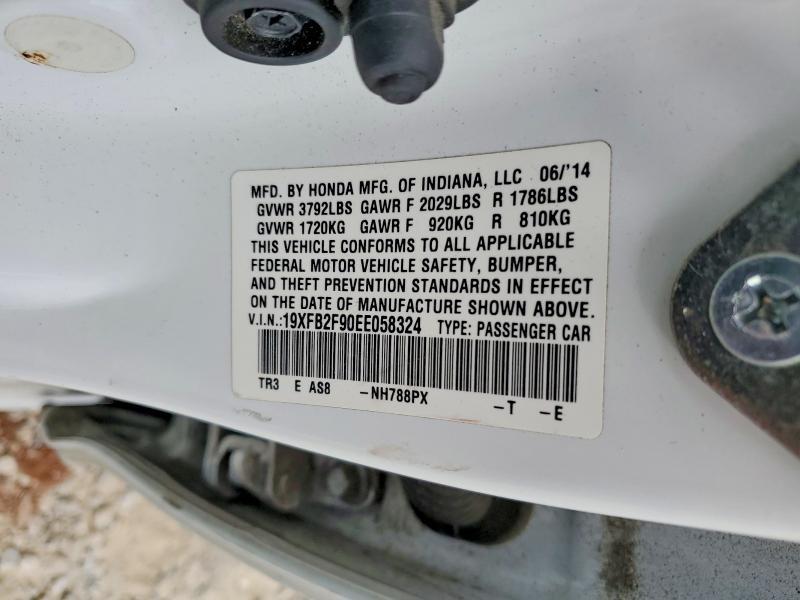 MFD. BY HONDA MFG. OF INDIANA, LLC 06/'14
GVWR 3792LBS GAWR F 2029LBS R 1786LBS
GVWR 1720KG GAWR F 920KG R 810KG
THIS VEHICLE CONFORMS TO ALL APPLICABLE
FEDERAL MOTOR VEHICLE SAFETY, BUMPER,
AND THEFT PREVENTION STANDARDS IN EFFECT
ON THE DATE OF MANUFACTURE SHOWN ABOVE.
V.I.N.:19XFB2F90EE058324 TYPE: PASSENGER CAR
TR3 E AS8 -NH788PX -T -E